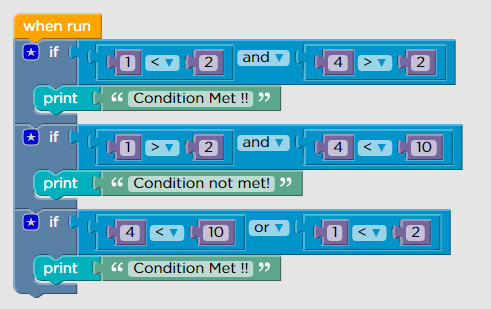 when run
if 1 < 2 and 4 > 2
print “ Condition Met !! ”
if 1 > 2 and 4 < 10
print “ Condition not met! ”
if 4 < 10 or 1 < 2
print “ Condition Met !! ”